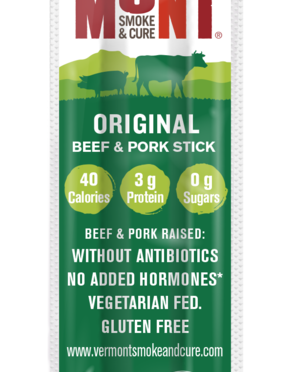 MONT®
SMOKE
& CURE
ORIGINAL
BEEF & PORK STICK
40
Calories
3 g
Protein
0 g
Sugars
BEEF & PORK RAISED:
WITHOUT ANTIBIOTICS
NO ADDED HORMONES*
VEGETARIAN FED.
GLUTEN FREE
www.vermontsmokeandcure.com